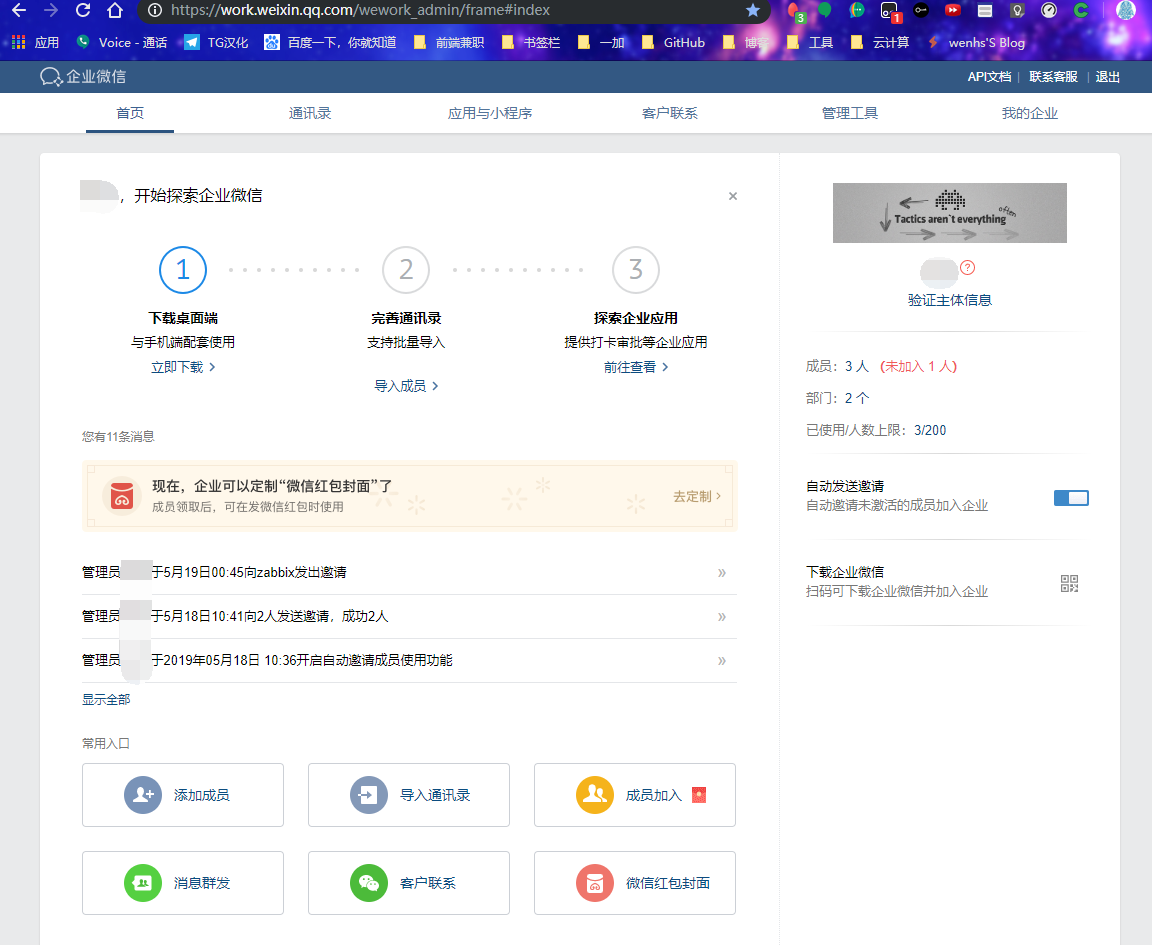 https://work.weixin.qq.com/wework_admin/frame#index
3
1
应用
Voice - 通话
TG汉化
百度一下，你就知道
前端兼职
书签栏
一加
GitHub
博客
工具
云计算
wenhs'S Blog
企业微信
API文档
联系客服
退出
首页
通讯录
应用与小程序
客户联系
管理工具
我的企业
，开始探索企业微信
×
1
2
3
下载桌面端
完善通讯录
探索企业应用
与手机端配套使用
支持批量导入
提供打卡审批等企业应用
立即下载
前往查看
导入成员
您有11条消息
现在，企业可以定制“微信红包封面”了
成员领取后，可在发微信红包时使用
去定制
管理员 于5月19日00:45向zabbix发出邀请 »
管理员 于5月18日10:41向2人发送邀请，成功2人 »
管理员 于2019年05月18日 10:36开启自动邀请成员使用功能 »
显示全部
常用入口
添加成员
导入通讯录
成员加入
消息群发
客户联系
微信红包封面
often
Tactics aren`t everything
?
验证主体信息
成员：3 人 (未加入 1 人)
部门：2 个
已使用/人数上限：3/200
自动发送邀请
自动邀请未激活的成员加入企业
下载企业微信
扫码可下载企业微信并加入企业